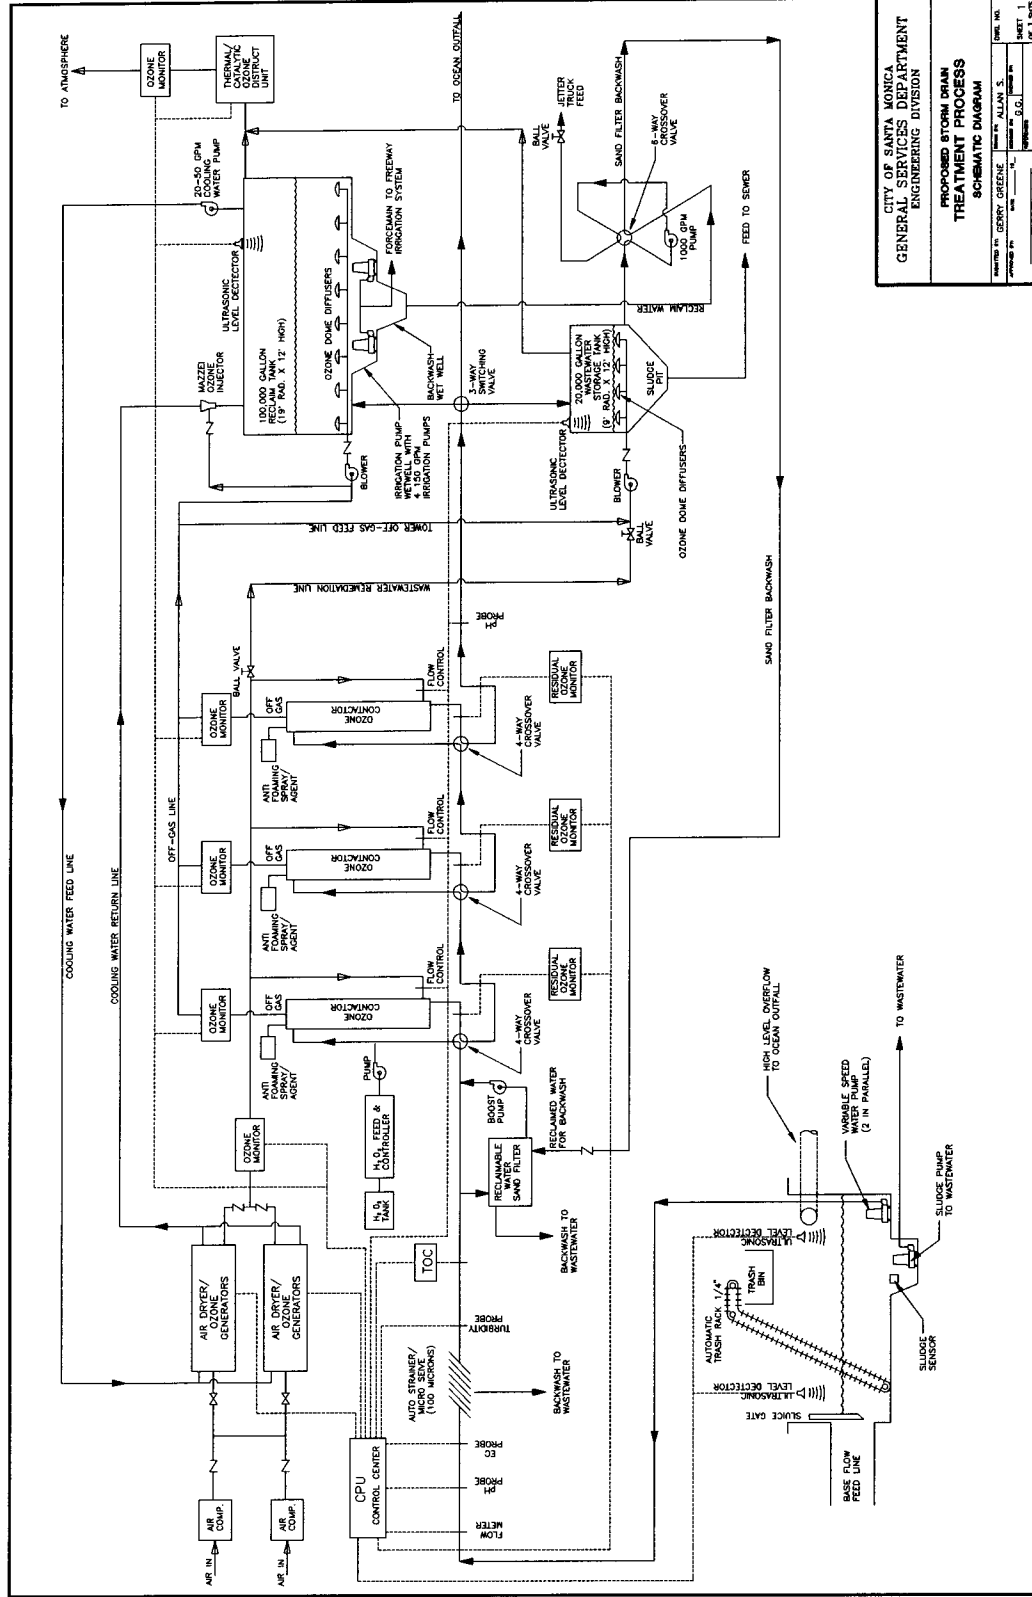 TO ATMOSPHERE
OZONE
MONITOR
THERMAL/
CATALYTIC
OZONE
DISTRUCT
UNIT
20-50 GPM
COOLING
WATER PUMP
ULTRASONIC
LEVEL DECTECTOR
MAZZEI
OZONE
INJECTOR
100,000 GALLON
RECLAIM TANK
(19' RAD. X 12' HIGH)
OZONE DOME DIFFUSERS
BLOWER
IRRIGATION PUMP
WETWELL WITH
4 150 GPM
IRRIGATION PUMPS
BACKWASH
WET WELL
FORCEMAIN TO FREEWAY
IRRIGATION SYSTEM
TO OCEAN OUTFALL
3-WAY
SWITCHING
VALVE
COOLING WATER FEED LINE
COOLING WATER RETURN LINE
OFF-GAS LINE
TOWER OFF-GAS FEED LINE
WASTEWATER REMEDIATION LINE
BALL VALVE
OZONE
MONITOR
OFF
GAS
ANTI
FOAMING
SPRAY/
AGENT
OZONE
CONTACTOR
FLOW
CONTROL
4-WAY
CROSSOVER
VALVE
RESIDUAL
OZONE
MONITOR
OZONE
MONITOR
OFF
GAS
ANTI
FOAMING
SPRAY/
AGENT
OZONE
CONTACTOR
FLOW
CONTROL
4-WAY
CROSSOVER
VALVE
RESIDUAL
OZONE
MONITOR
OZONE
MONITOR
OFF
GAS
ANTI
FOAMING
SPRAY/
AGENT
OZONE
CONTACTOR
FLOW
CONTROL
4-WAY
CROSSOVER
VALVE
RESIDUAL
OZONE
MONITOR
PROBE
ULTRASONIC
LEVEL DECTECTOR
20,000 GALLON
WASTEWATER
STORAGE TANK
(9' RAD. X 12' HIGH)
SLUDGE
PIT
BLOWER
BALL
VALVE
OZONE DOME DIFFUSERS
FEED TO SEWER
RECLAIM WATER
1000 GPM
PUMP
BALL
VALVE
JETTER
TRUCK
FEED
SAND FILTER BACKWASH
CROSSOVER
VALVE
SAND FILTER BACKWASH
AIR IN
AIR
COMP.
AIR IN
AIR
COMP.
AIR DRYER/
OZONE
GENERATORS
AIR DRYER/
OZONE
GENERATORS
OZONE
MONITOR
H₂O₂
TANK
H₂O₂ FEED &
CONTROLLER
PUMP
CPU
CONTROL CENTER
FLOW
METER
pH
PROBE
EC
PROBE
AUTO STRAINER/
MICRO SEIVE
(100 MICRONS)
BACKWASH TO
WASTEWATER
TURBIDITY
PROBE
TOC
RECLAIMABLE
WATER
SAND FILTER
BACKWASH TO
WASTEWATER
BOOST
PUMP
RECLAIMED WATER
FOR BACKWASH
BASE FLOW
FEED LINE
SLUICE GATE
ULTRASONIC
LEVEL DECTECTOR
AUTOMATIC
TRASH RACK 1/4"
TRASH
BIN
ULTRASONIC
LEVEL DECTECTOR
SLUDGE
SENSOR
SLUDGE PUMP
TO WASTEWATER
VARIABLE SPEED
WATER PUMP
(2 IN PARALLEL)
HIGH LEVEL OVERFLOW
TO OCEAN OUTFALL
TO WASTEWATER
CITY OF SANTA MONICA
GENERAL SERVICES DEPARTMENT
ENGINEERING DIVISION
PROPOSED STORM DRAIN
TREATMENT PROCESS
SCHEMATIC DIAGRAM
GERRY GREENE
ALLAN S.
G.G.
DWG. NO.
SHEET 1